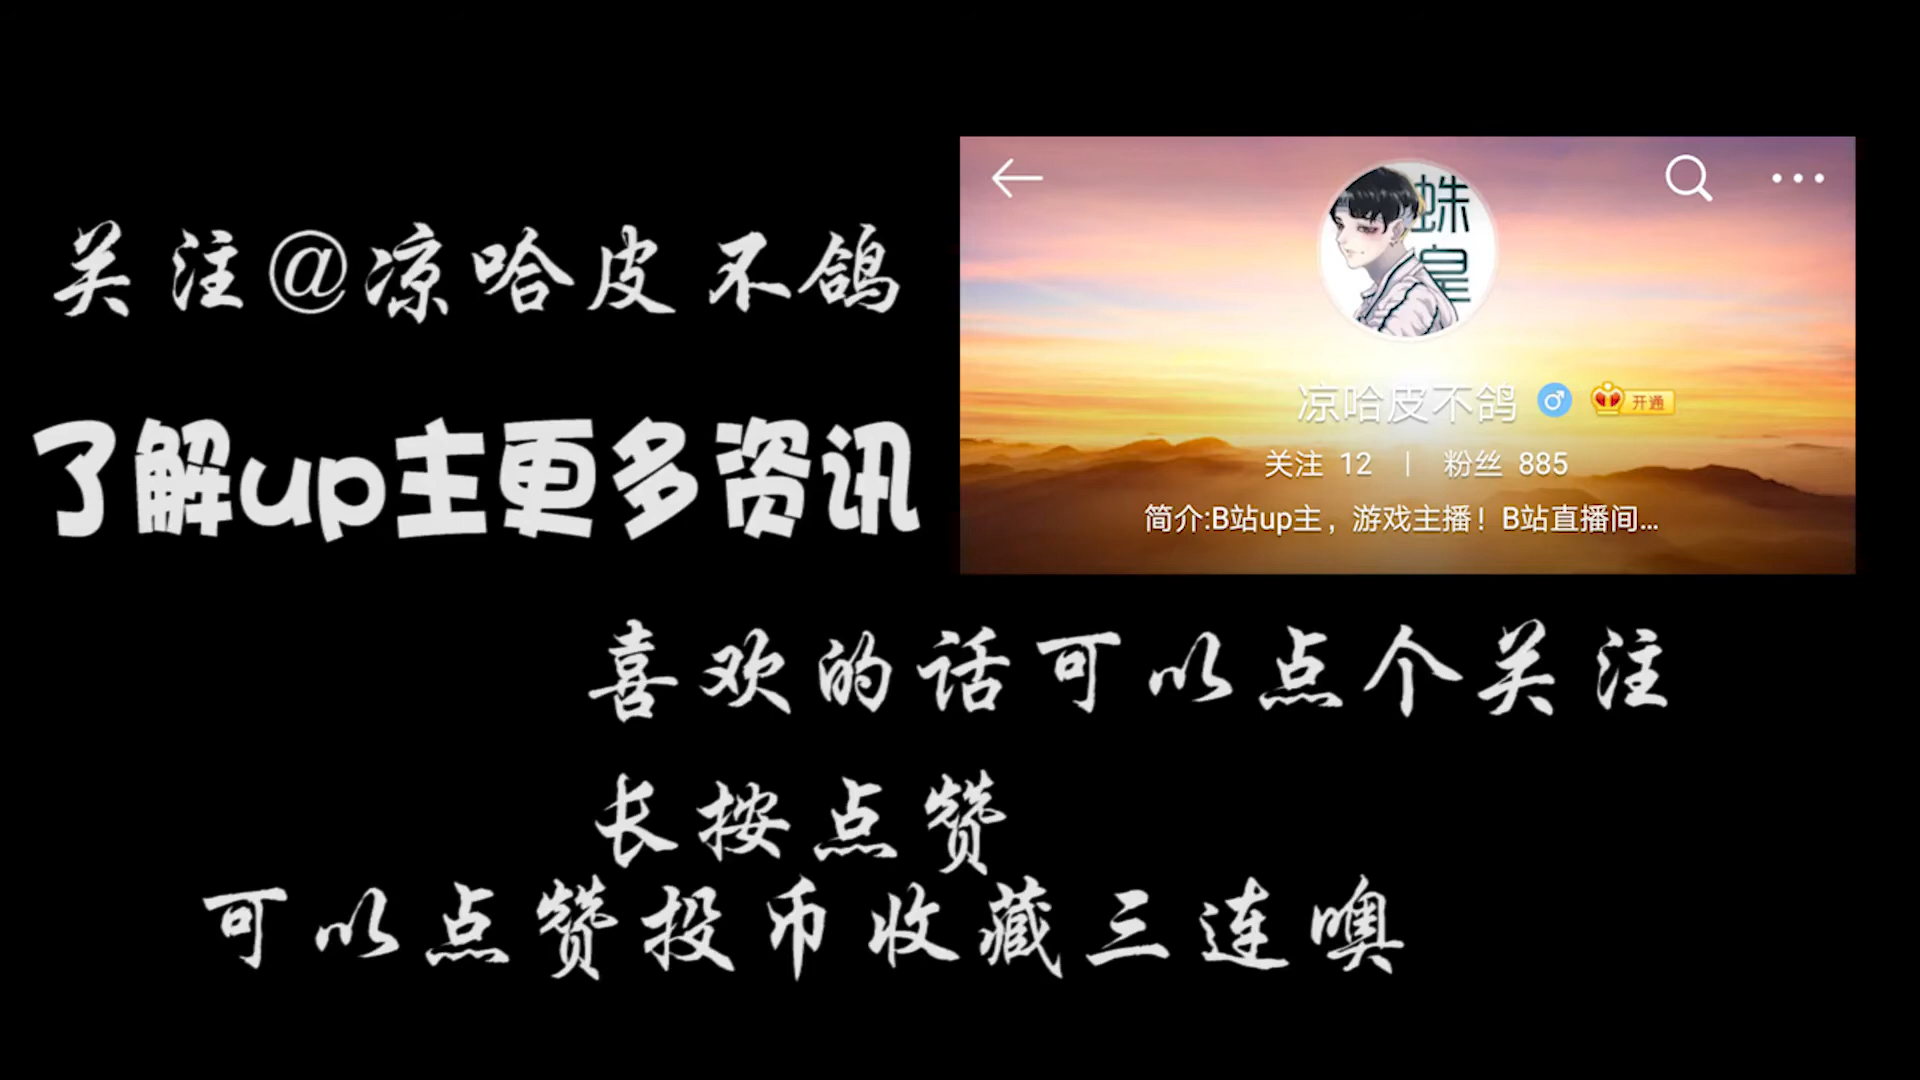 关注@凉哈皮不鸽
了解up主更多资讯
蛛皇
凉哈皮不鸽 开通
关注 12 | 粉丝 885
简介:B站up主，游戏主播！B站直播间...
喜欢的话可以点个关注
长按点赞
可以点赞投币收藏三连噢